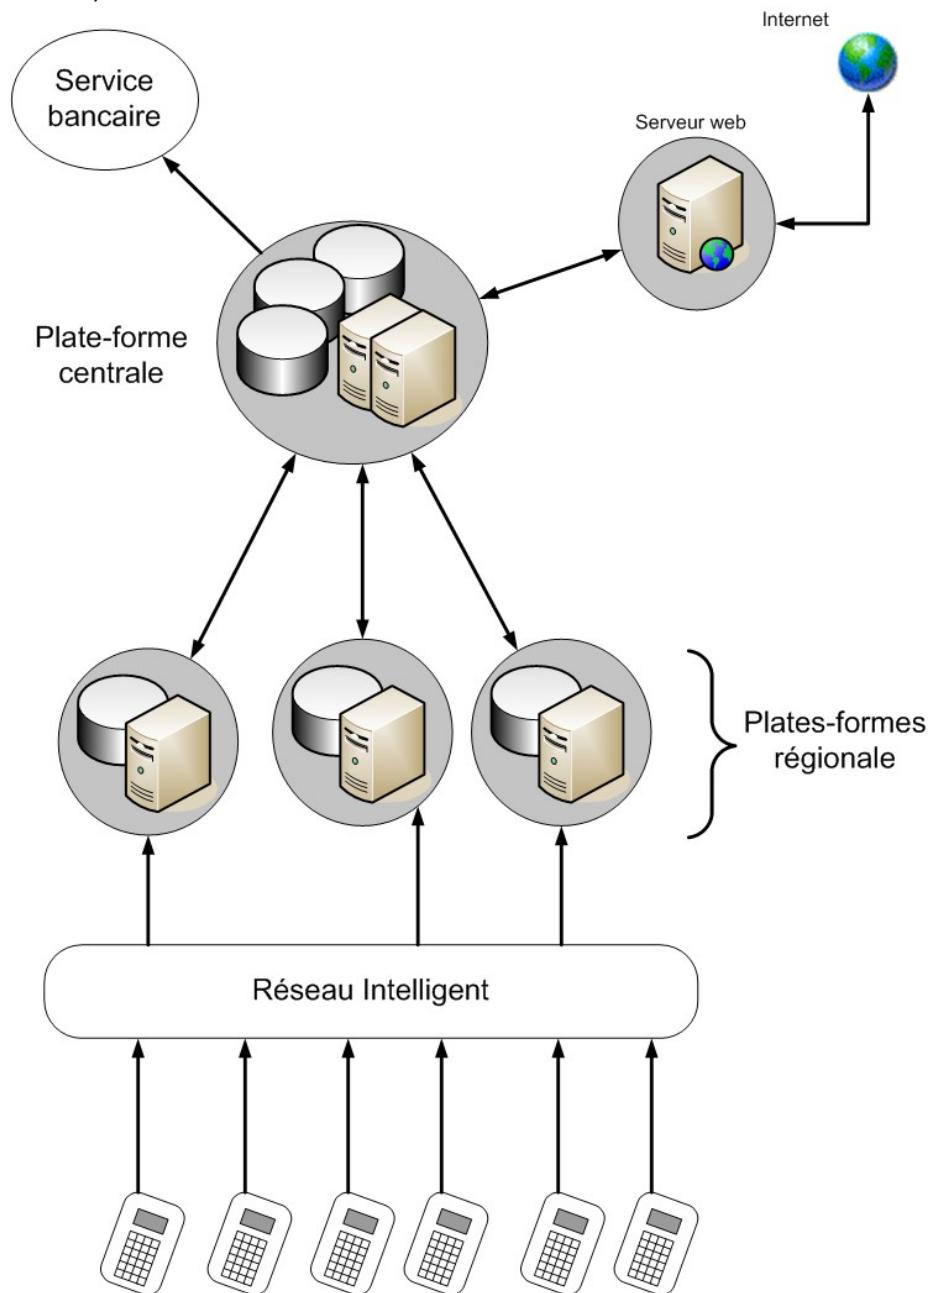 Internet
Service
bancaire
Serveur web
Plate-forme
centrale
Plates-formes
régionale
Réseau Intelligent